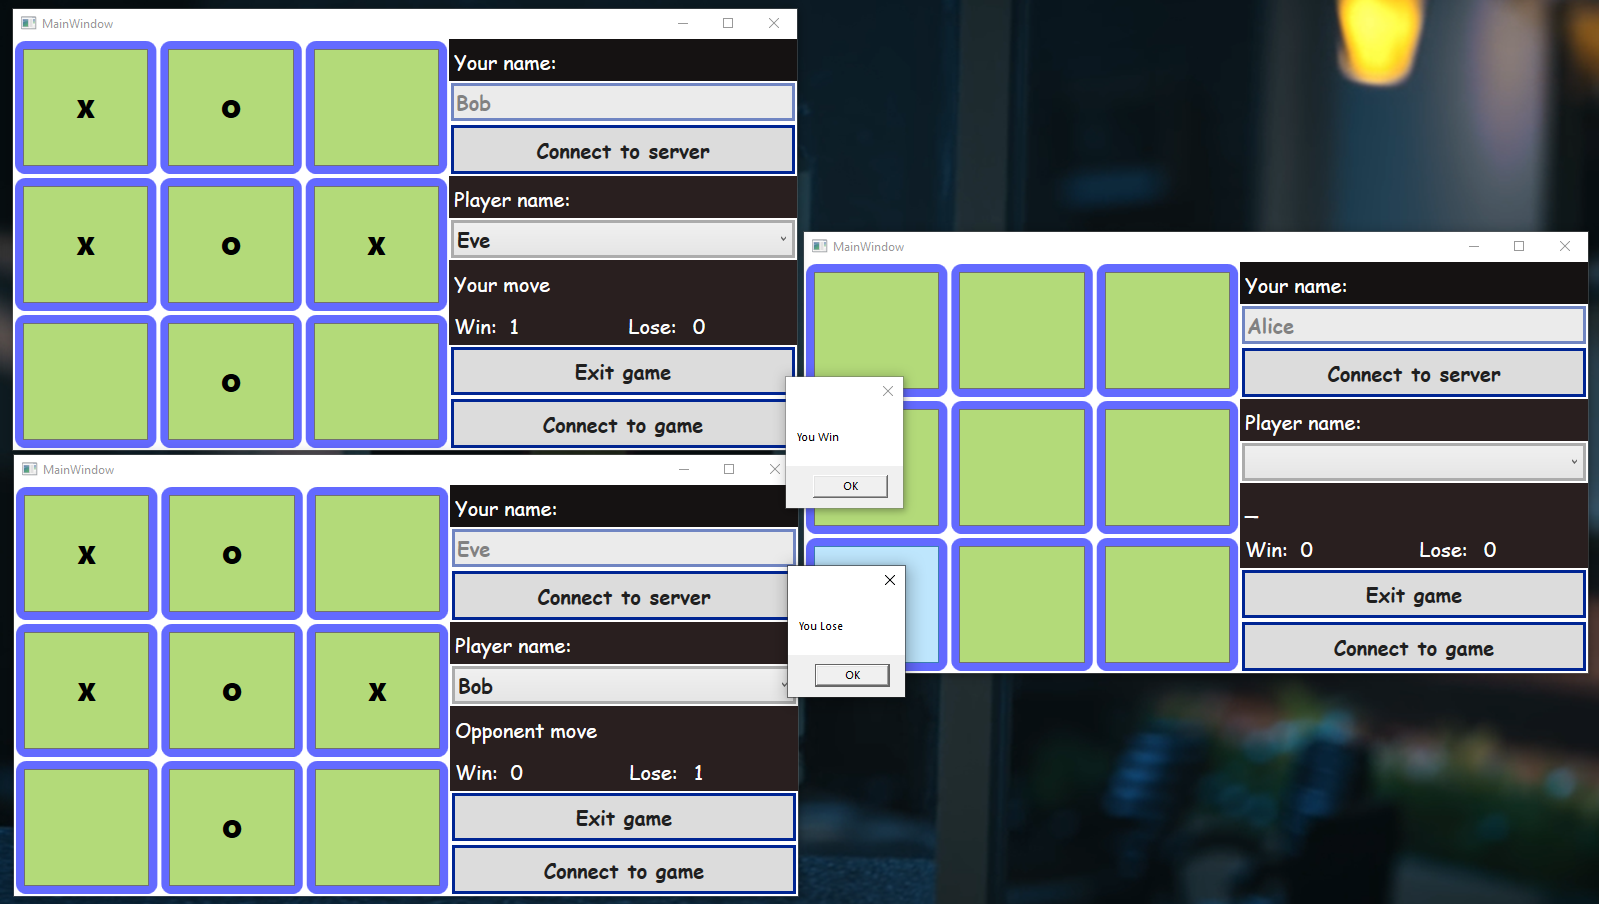 MainWindow
x o
x o x
o
Your name:
Bob
Connect to server
Player name:
Eve
Your move
Win: 1 Lose: 0
Exit game
Connect to game
MainWindow
x o
x o x
o
Your name:
Eve
Connect to server
Player name:
Bob
Opponent move
Win: 0 Lose: 1
Exit game
Connect to game
You Win
OK
You Lose
OK
MainWindow
Your name:
Alice
Connect to server
Player name:
_
Win: 0 Lose: 0
Exit game
Connect to game